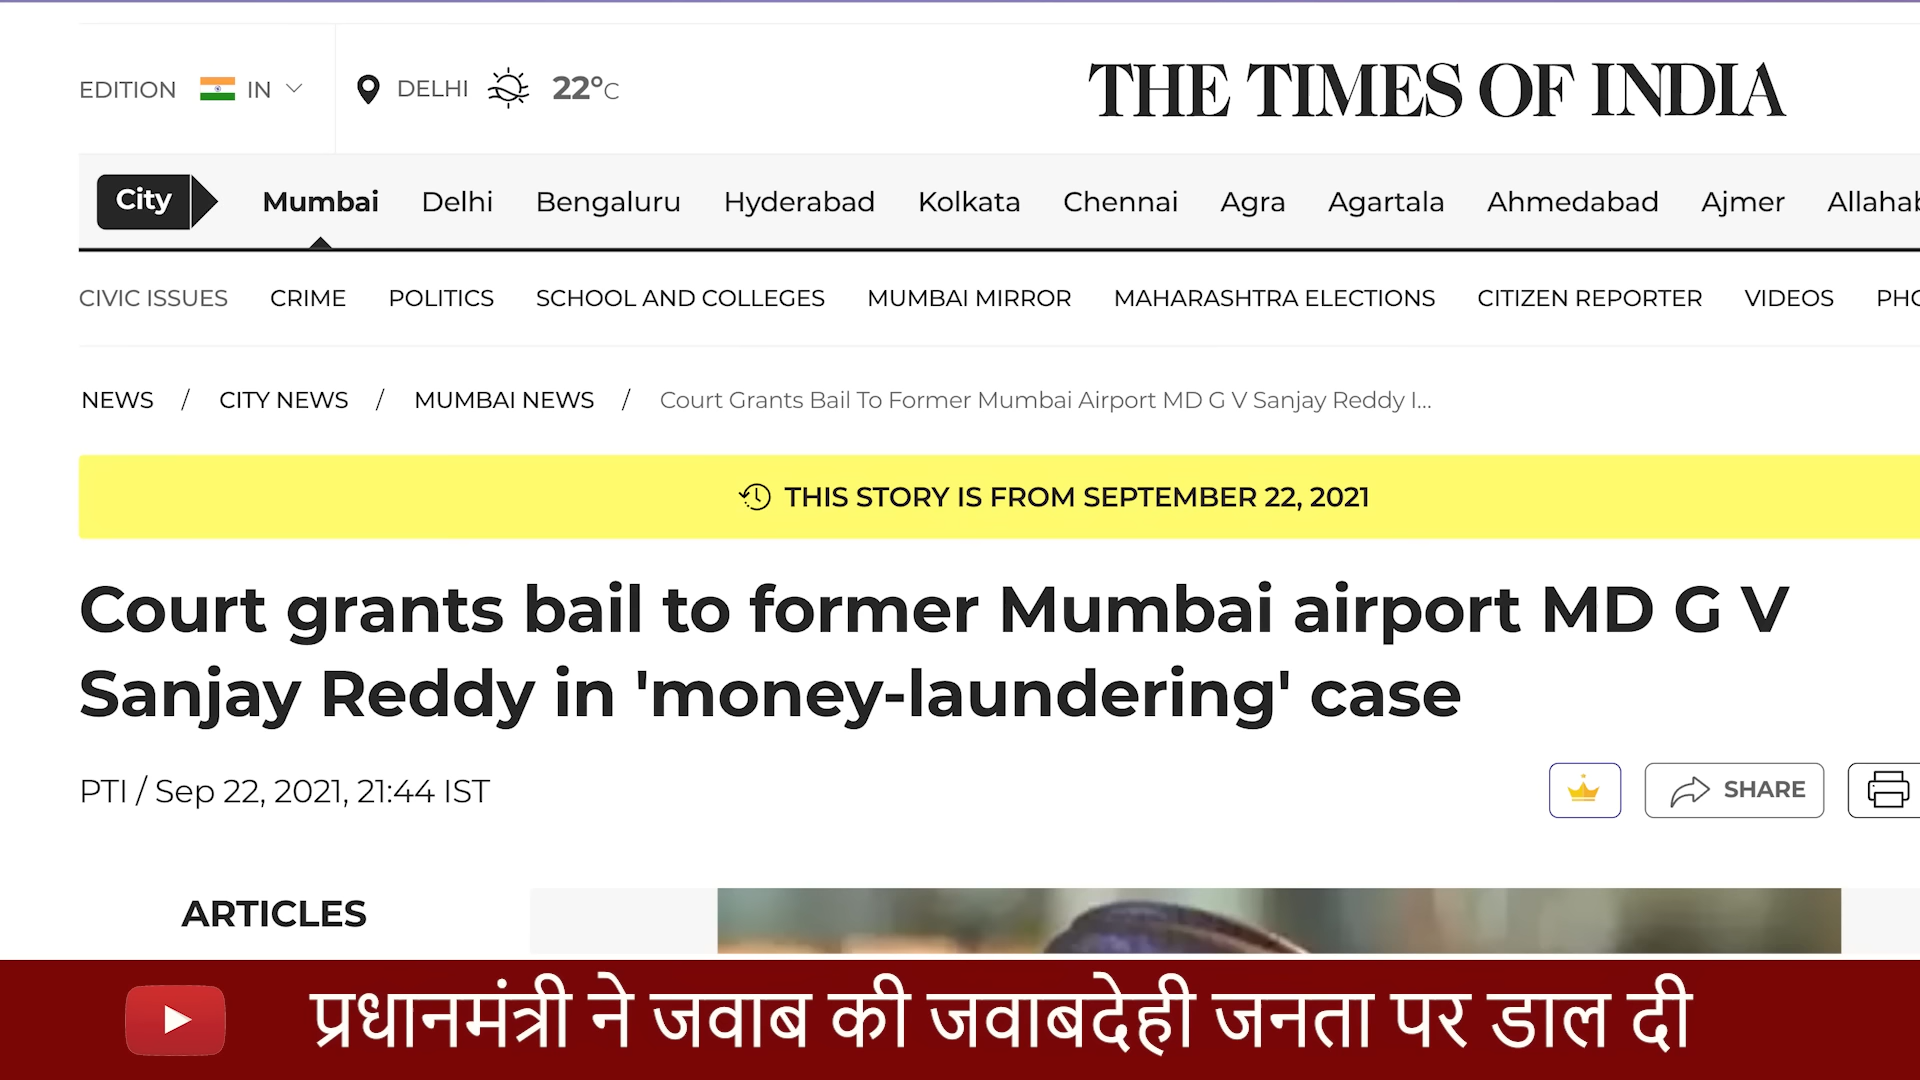 EDITION IN DELHI 22°C
THE TIMES OF INDIA
City Mumbai Delhi Bengaluru Hyderabad Kolkata Chennai Agra Agartala Ahmedabad Ajmer
CIVIC ISSUES CRIME POLITICS SCHOOL AND COLLEGES MUMBAI MIRROR MAHARASHTRA ELECTIONS CITIZEN REPORTER VIDEOS
NEWS / CITY NEWS / MUMBAI NEWS / Court Grants Bail To Former Mumbai Airport MD G V Sanjay Reddy I...
THIS STORY IS FROM SEPTEMBER 22, 2021
Court grants bail to former Mumbai airport MD G V
Sanjay Reddy in 'money-laundering' case
PTI / Sep 22, 2021, 21:44 IST
SHARE
ARTICLES
प्रधानमंत्री ने जवाब की जवाबदेही जनता पर डाल दी